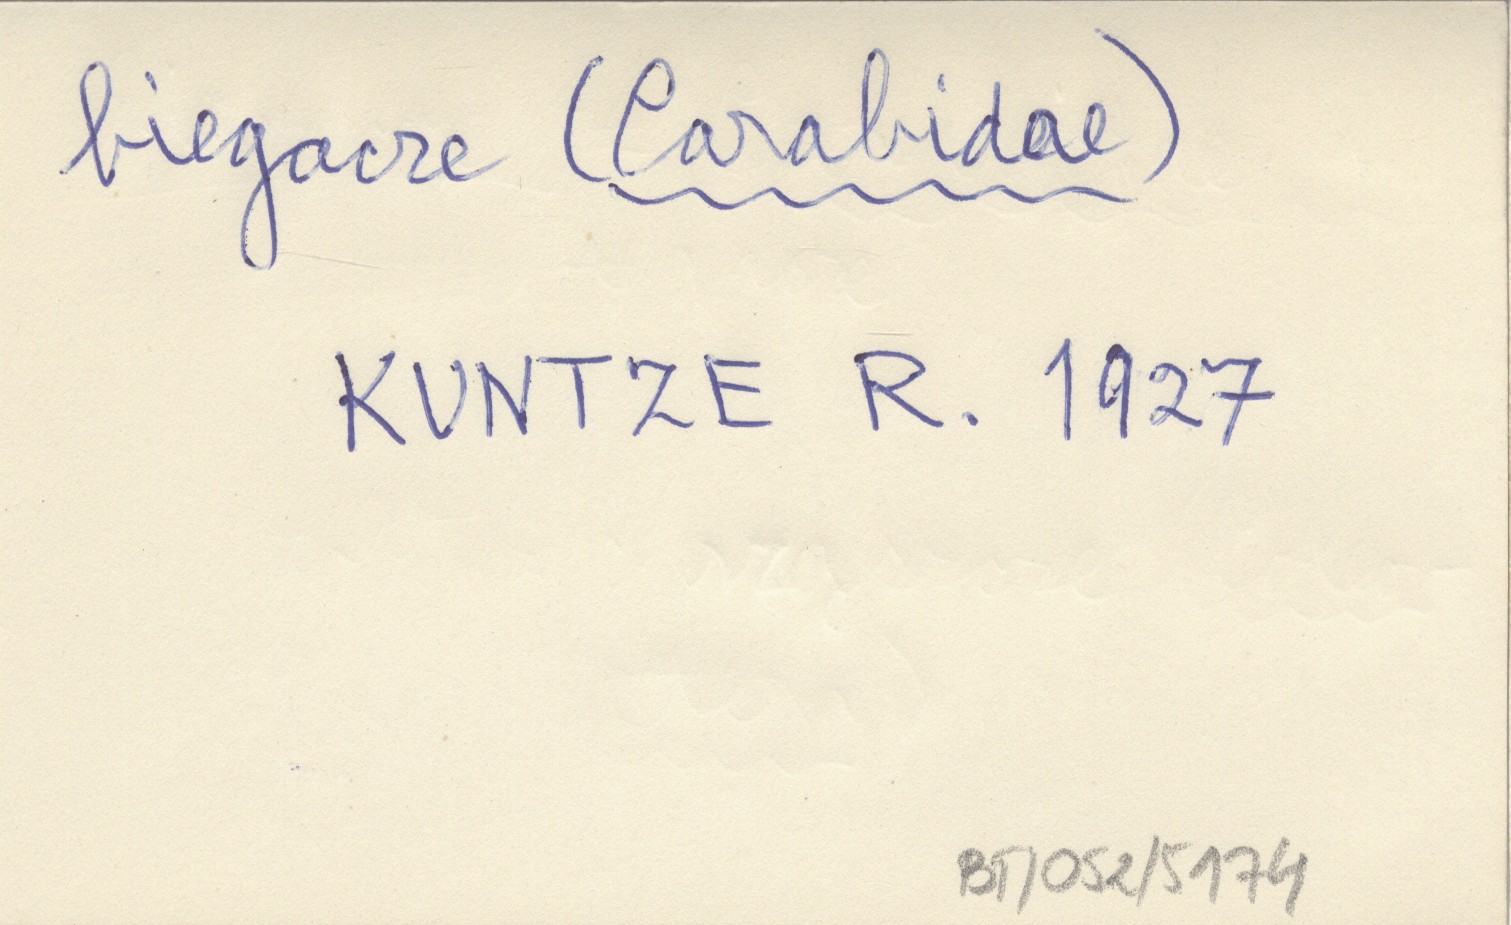 biegacze (Carabidae)
KUNTZE R. 1927
BT/052/5174